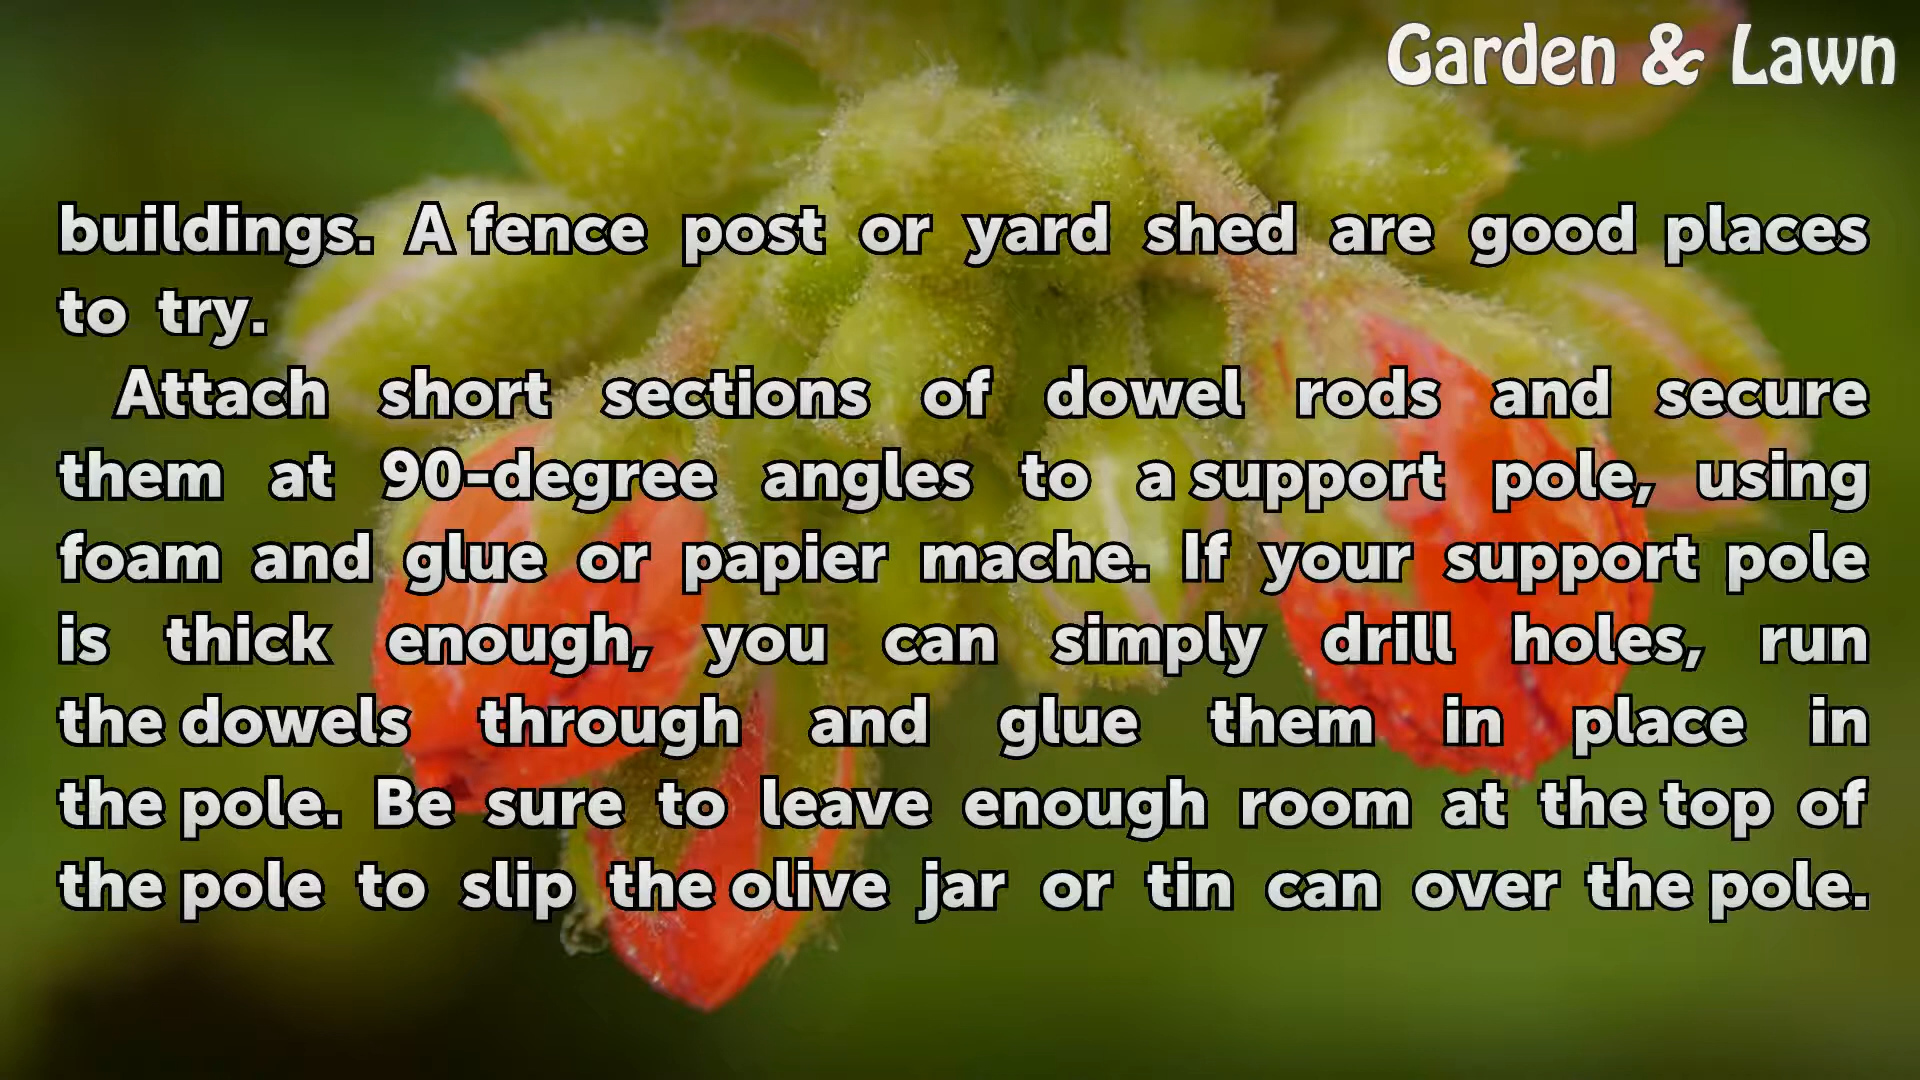 Garden & Lawn
buildings. A fence post or yard shed are good places
to try.
Attach short sections of dowel rods and secure
them at 90-degree angles to a support pole, using
foam and glue or papier mache. If your support pole
is thick enough, you can simply drill holes, run
the dowels through and glue them in place in
the pole. Be sure to leave enough room at the top of
the pole to slip the olive jar or tin can over the pole.